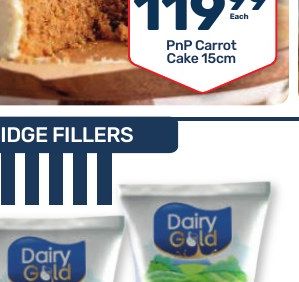 119⁹⁹
Each
PnP Carrot
Cake 15cm
IDGE FILLERS
Dairy
Gold
Dairy
Gold